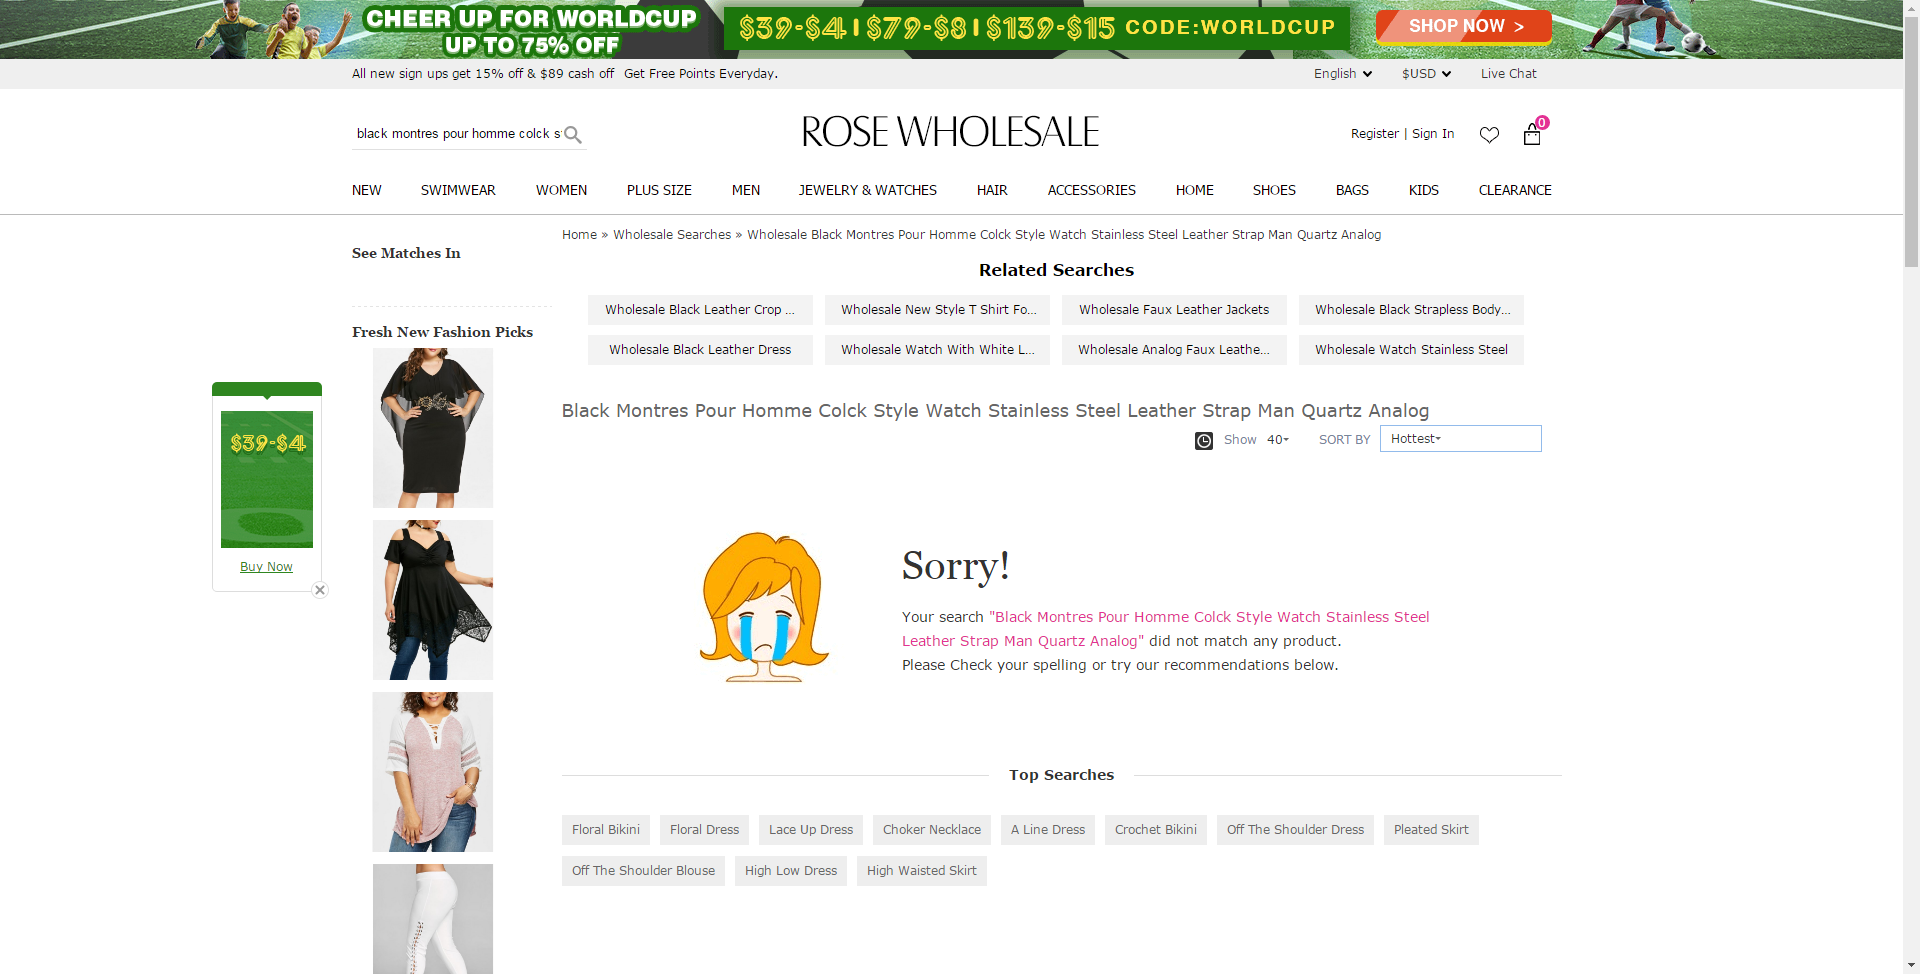 CHEER UP FOR WORLDCUP
UP TO 75% OFF
$39-$4 | $79-$8 | $139-$15 CODE:WORLDCUP
SHOP NOW >
All new sign ups get 15% off & $89 cash off Get Free Points Everyday.
English $USD Live Chat
black montres pour homme colck s
ROSE WHOLESALE
Register | Sign In
0
NEW SWIMWEAR WOMEN PLUS SIZE MEN JEWELRY & WATCHES HAIR ACCESSORIES HOME SHOES BAGS KIDS CLEARANCE
Home » Wholesale Searches » Wholesale Black Montres Pour Homme Colck Style Watch Stainless Steel Leather Strap Man Quartz Analog
See Matches In
Related Searches
Wholesale Black Leather Crop ... Wholesale New Style T Shirt Fo... Wholesale Faux Leather Jackets Wholesale Black Strapless Body...
Fresh New Fashion Picks
Wholesale Black Leather Dress Wholesale Watch With White L... Wholesale Analog Faux Leathe... Wholesale Watch Stainless Steel
Black Montres Pour Homme Colck Style Watch Stainless Steel Leather Strap Man Quartz Analog
Show 40 SORT BY Hottest
$39-$4
Buy Now
Sorry!
Your search "Black Montres Pour Homme Colck Style Watch Stainless Steel
Leather Strap Man Quartz Analog" did not match any product.
Please Check your spelling or try our recommendations below.
Top Searches
Floral Bikini Floral Dress Lace Up Dress Choker Necklace A Line Dress Crochet Bikini Off The Shoulder Dress Pleated Skirt
Off The Shoulder Blouse High Low Dress High Waisted Skirt